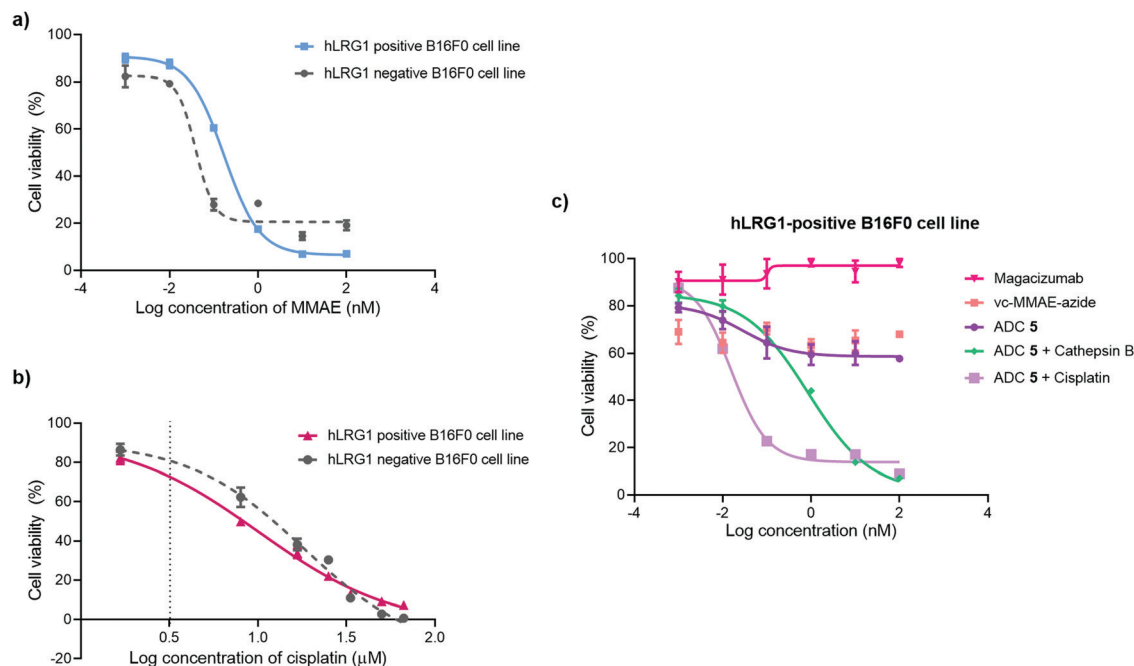 a)
100
80
60
40
20
0
Cell viability (%)
-4
-2
0
2
4
Log concentration of MMAE (nM)
hLRG1 positive B16F0 cell line
hLRG1 negative B16F0 cell line
b)
100
80
60
40
20
0
-20
Cell viability (%)
0.5
1.0
1.5
2.0
Log concentration of cisplatin (μM)
hLRG1 positive B16F0 cell line
hLRG1 negative B16F0 cell line
c)
hLRG1-positive B16F0 cell line
100
80
60
40
20
0
Cell viability (%)
-4
-2
0
2
4
Log concentration (nM)
Magacizumab
vc-MMAE-azide
ADC 5
ADC 5 + Cathepsin B
ADC 5 + Cisplatin